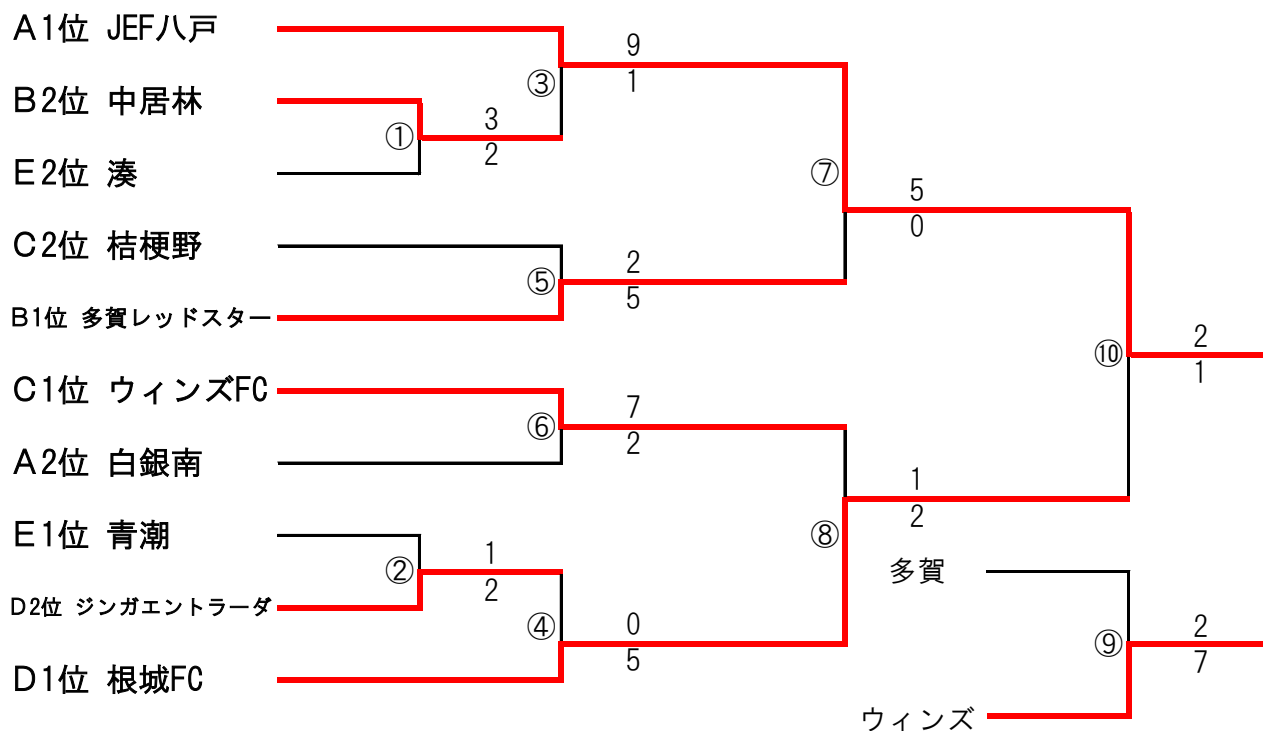 A1位 JEF八戸
9
③
1
B2位 中居林
①
3
2
E2位 湊
⑦
5
0
C2位 桔梗野
⑤
2
5
B1位 多賀レッドスター
⑩
2
1
C1位 ウィンズFC
⑥
7
2
A2位 白銀南
1
2
E1位 青潮
⑧
②
1
2
多賀
D2位 ジンガエントラーダ
④
0
5
⑨
2
7
D1位 根城FC
ウィンズ